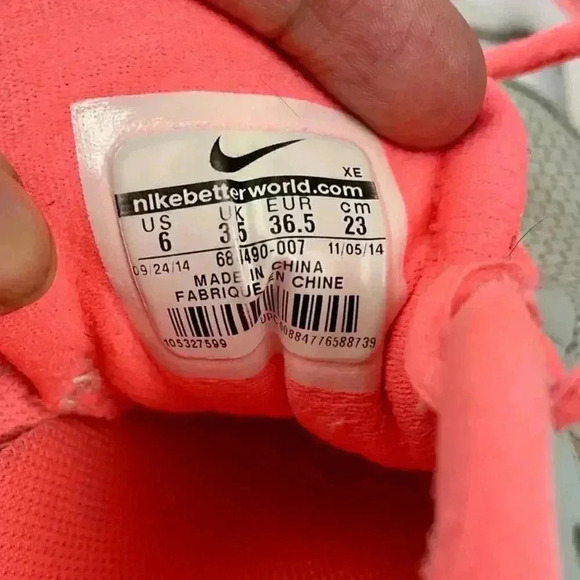 XE
nikebetterworld.com
US UK EUR cm
6 3.5 36.5 23
09/24/14 11/05/14
MADE IN CHINA
FABRIQUE EN CHINE
105327599 UPC 00884776588739